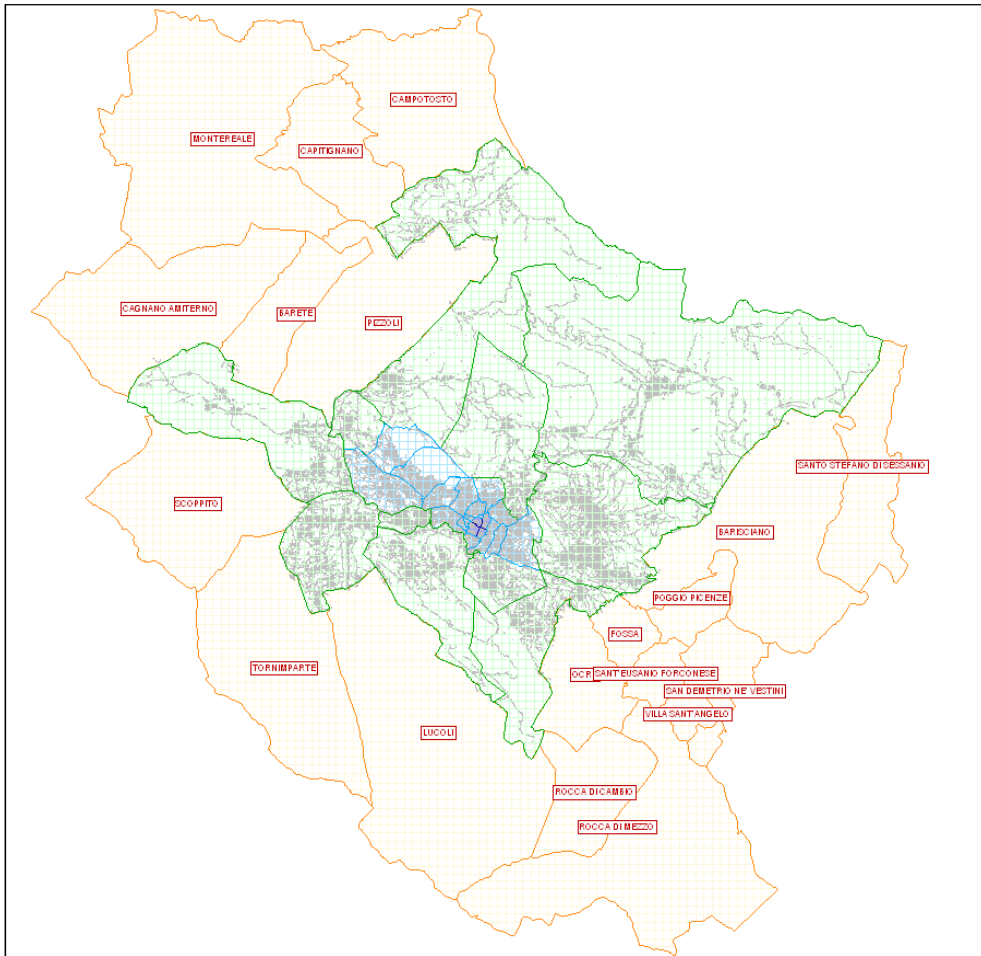 CAMPOTOSTO
MONTEREALE
CAPITIGNANO
CAGNANO AMITERNO
BARETE
PIZZOLI
SANTO STEFANO DI SESSANIO
SCOPPITO
BARISCIANO
POGGIO PICENZE
FOSSA
TORNIMPARTE
OCR
SANT'EUSANIO FORCONESE
SAN DEMETRIO NE' VESTINI
VILLA SANT'ANGELO
LUCOLI
ROCCA DI CAMBIO
ROCCA DI MEZZO